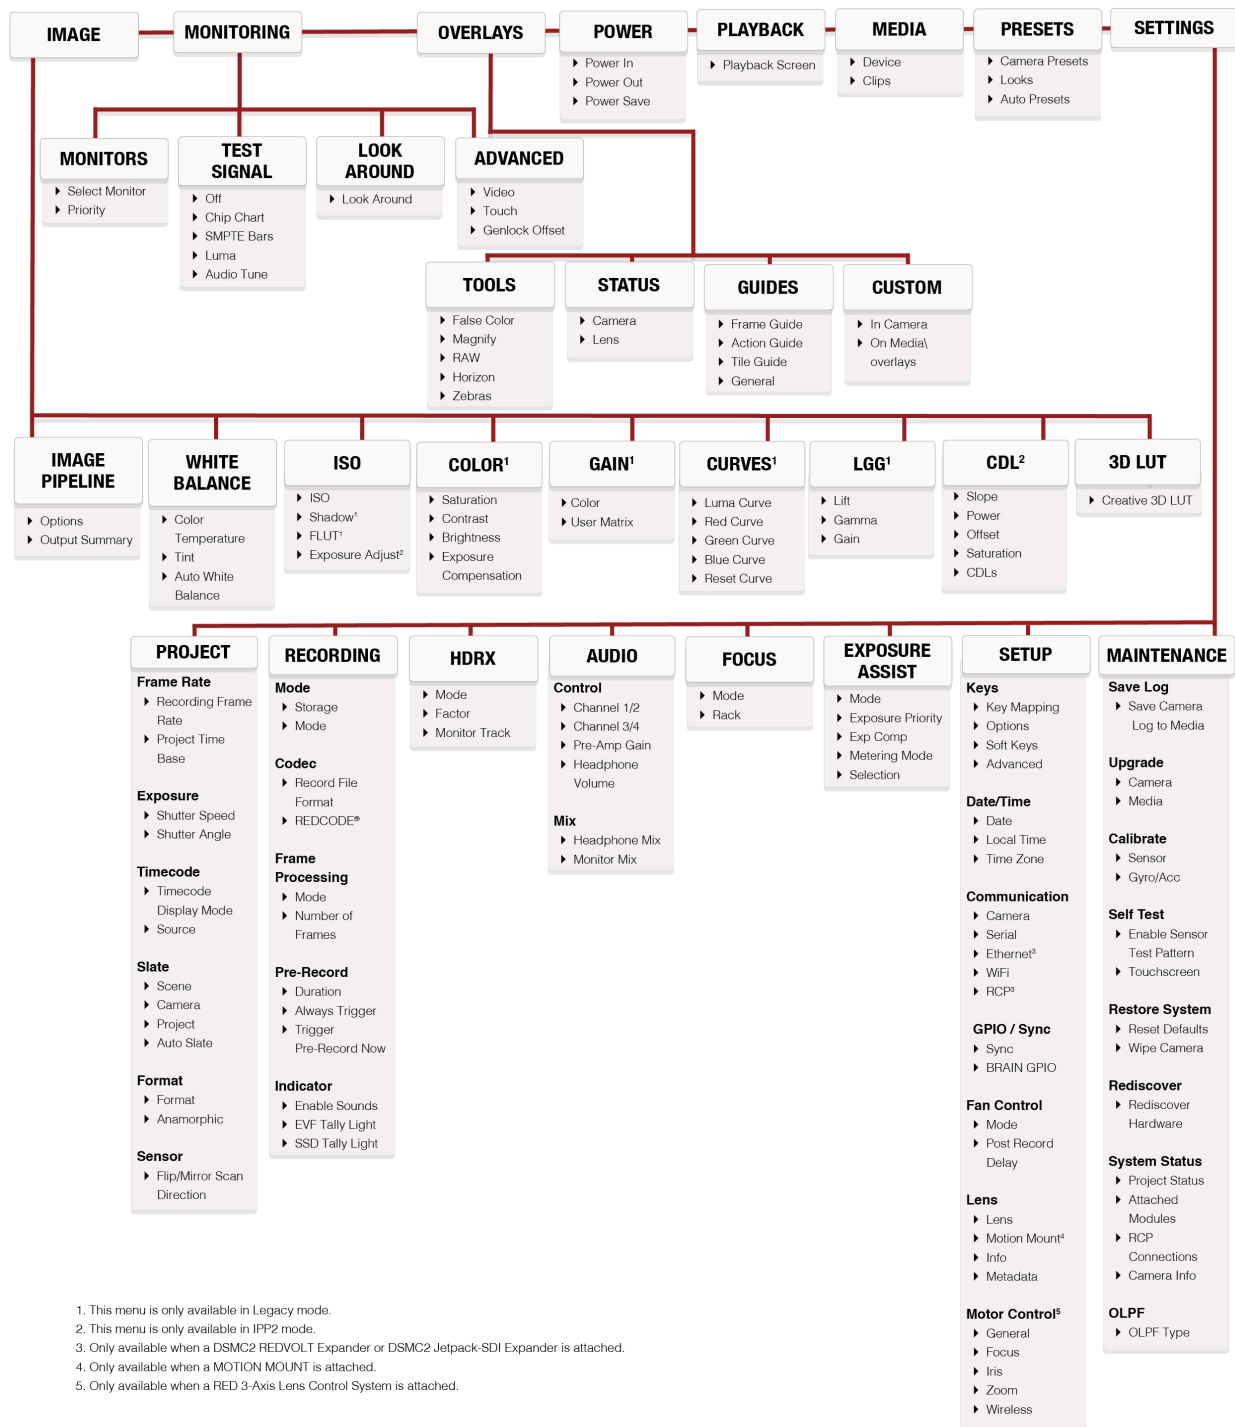 IMAGE
MONITORING
OVERLAYS
POWER
Power In
Power Out
Power Save
PLAYBACK
Playback Screen
MEDIA
Device
Clips
PRESETS
Camera Presets
Looks
Auto Presets
SETTINGS
MONITORS
Select Monitor
Priority
TEST
SIGNAL
Off
Chip Chart
SMPTE Bars
Luma
Audio Tune
LOOK
AROUND
Look Around
ADVANCED
Video
Touch
Genlock Offset
TOOLS
False Color
Magnify
RAW
Horizon
Zebras
STATUS
Camera
Lens
GUIDES
Frame Guide
Action Guide
Tile Guide
General
CUSTOM
In Camera
On Media\
overlays
IMAGE
PIPELINE
Options
Output Summary
WHITE
BALANCE
Color
Temperature
Tint
Auto White
Balance
ISO
ISO
Shadow¹
FLUT¹
Exposure Adjust²
COLOR¹
Saturation
Contrast
Brightness
Exposure
Compensation
GAIN¹
Color
User Matrix
CURVES¹
Luma Curve
Red Curve
Green Curve
Blue Curve
Reset Curve
LGG¹
Lift
Gamma
Gain
CDL²
Slope
Power
Offset
Saturation
CDLs
3D LUT
Creative 3D LUT
PROJECT
Frame Rate
Recording Frame
Rate
Project Time
Base
Exposure
Shutter Speed
Shutter Angle
Timecode
Timecode
Display Mode
Source
Slate
Scene
Camera
Project
Auto Slate
Format
Format
Anamorphic
Sensor
Flip/Mirror Scan
Direction
RECORDING
Mode
Storage
Mode
Codec
Record File
Format
REDCODE®
Frame
Processing
Mode
Number of
Frames
Pre-Record
Duration
Always Trigger
Trigger
Pre-Record Now
Indicator
Enable Sounds
EVF Tally Light
SSD Tally Light
HDRX
Mode
Factor
Monitor Track
AUDIO
Control
Channel 1/2
Channel 3/4
Pre-Amp Gain
Headphone
Volume
Mix
Headphone Mix
Monitor Mix
FOCUS
Mode
Rack
EXPOSURE
ASSIST
Mode
Exposure Priority
Exp Comp
Metering Mode
Selection
SETUP
Keys
Key Mapping
Options
Soft Keys
Advanced
Date/Time
Date
Local Time
Time Zone
Communication
Camera
Serial
Ethernet³
WiFi
RCP³
GPIO / Sync
Sync
BRAIN GPIO
Fan Control
Mode
Post Record
Delay
Lens
Lens
Motion Mount⁴
Info
Metadata
Motor Control⁵
General
Focus
Iris
Zoom
Wireless
MAINTENANCE
Save Log
Save Camera
Log to Media
Upgrade
Camera
Media
Calibrate
Sensor
Gyro/Acc
Self Test
Enable Sensor
Test Pattern
Touchscreen
Restore System
Reset Defaults
Wipe Camera
Rediscover
Rediscover
Hardware
System Status
Project Status
Attached
Modules
RCP
Connections
Camera Info
OLPF
OLPF Type
1. This menu is only available in Legacy mode.
2. This menu is only available in IPP2 mode.
3. Only available when a DSMC2 REDVOLT Expander or DSMC2 Jetpack-SDI Expander is attached.
4. Only available when a MOTION MOUNT is attached.
5. Only available when a RED 3-Axis Lens Control System is attached.